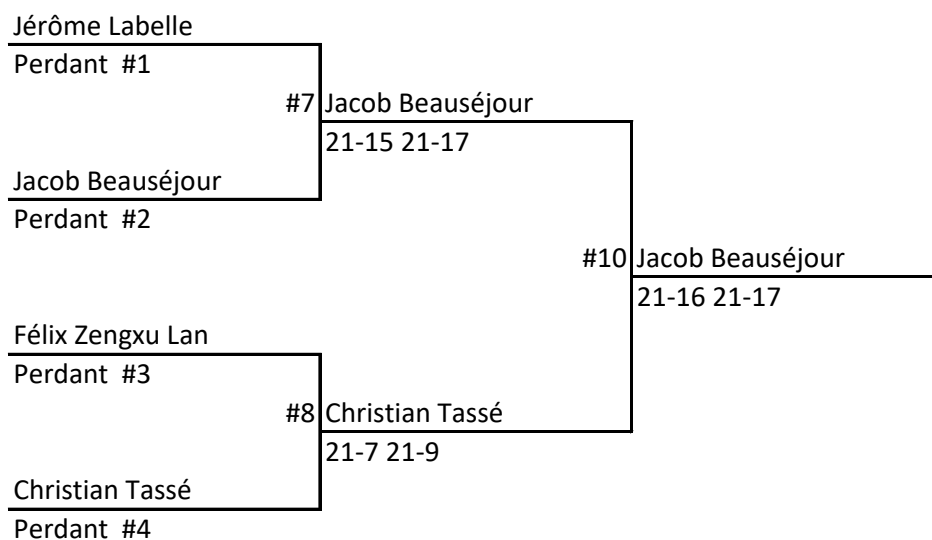 Jérôme Labelle
Perdant #1
#7 Jacob Beauséjour
21-15 21-17
Jacob Beauséjour
Perdant #2
#10 Jacob Beauséjour
21-16 21-17
Félix Zengxu Lan
Perdant #3
#8 Christian Tassé
21-7 21-9
Christian Tassé
Perdant #4